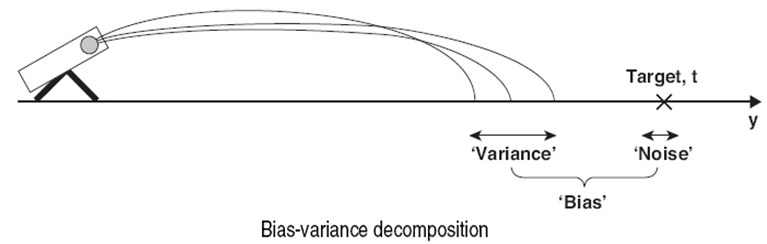 Target, t
y
'Variance'
'Noise'
'Bias'
Bias-variance decomposition